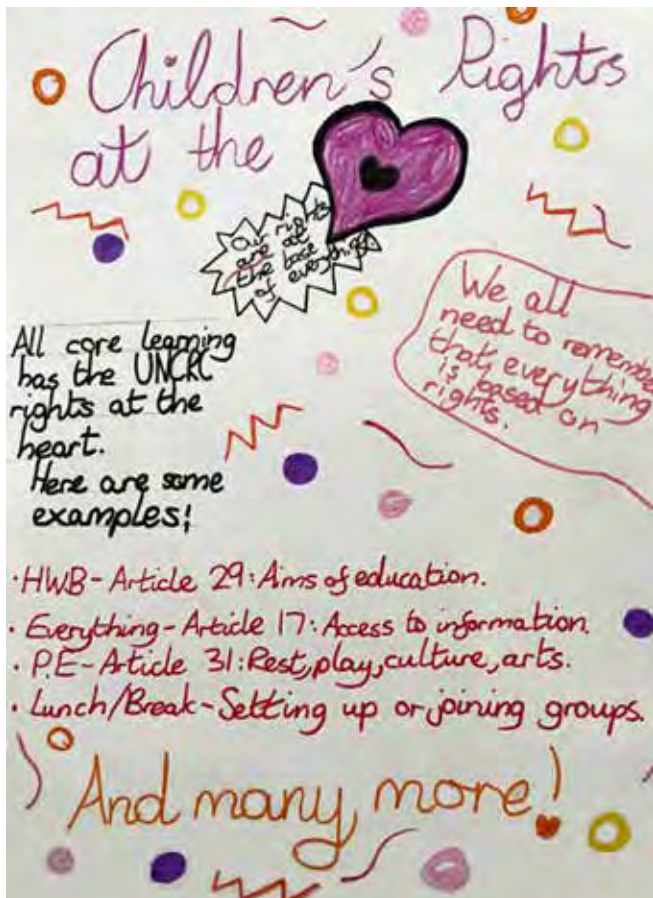 Children's Rights
at the
Our rights
are at
the base
of everything!
All core learning
has the UNCRC
rights at the
heart.
Here are some
examples!
We all
need to remember
that, everything
is based on
rights.
· HWB - Article 29: Aims of education.
· Everything - Article 17: Access to information.
· P.E - Article 31: Rest, play, culture, arts.
· Lunch/Break - Setting up or joining groups.
And many more!